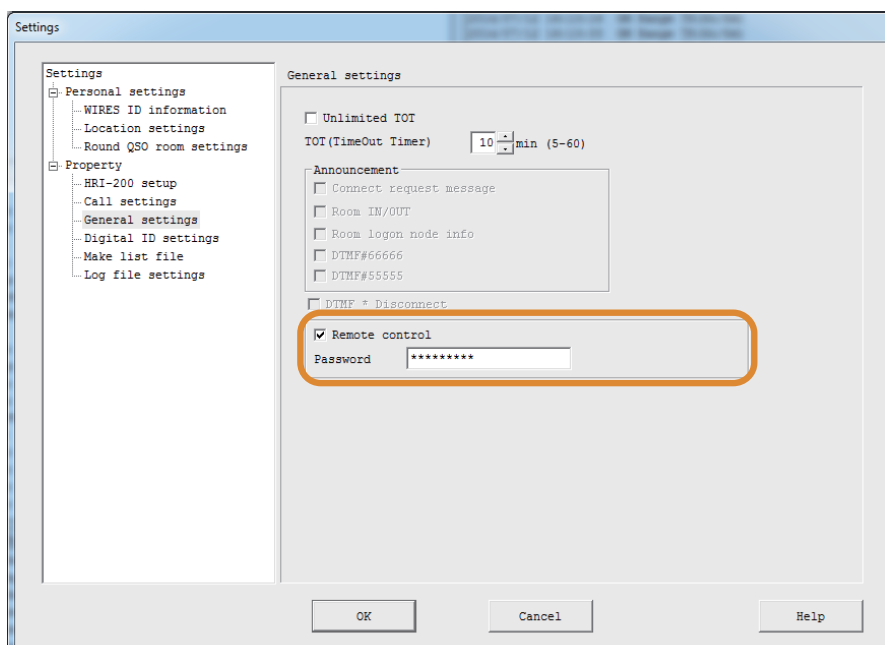 Settings
Settings
Personal settings
WIRES ID information
Location settings
Round QSO room settings
Property
HRI-200 setup
Call settings
General settings
Digital ID settings
Make list file
Log file settings
General settings
Unlimited TOT
TOT(TimeOut Timer) 10 min (5-60)
Announcement
Connect request message
Room IN/OUT
Room logon node info
DTMF#66666
DTMF#55555
DTMF * Disconnect
Remote control
Password *********
OK Cancel Help